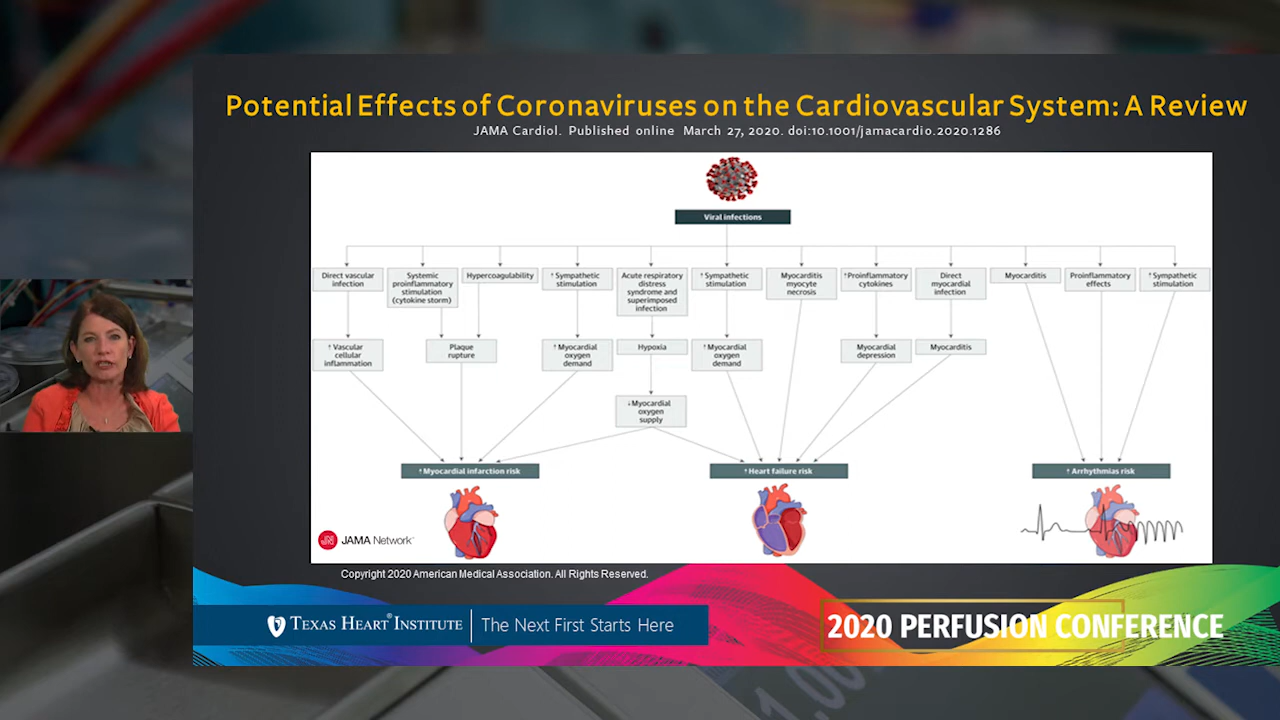 Potential Effects of Coronaviruses on the Cardiovascular System: A Review
JAMA Cardiol. Published online March 27, 2020. doi:10.1001/jamacardio.2020.1286
Viral infections
Direct vascular
infection
Systemic
proinflammatory
stimulation
(cytokine storm)
Hypercoagulability
↑Sympathetic
stimulation
Acute respiratory
distress
syndrome and
superimposed
infection
↑Sympathetic
stimulation
Myocarditis
myocyte
necrosis
↑Proinflammatory
cytokines
Direct
myocardial
infection
Myocarditis
Proinflammatory
effects
↑Sympathetic
stimulation
↑Vascular
cellular
inflammation
Plaque
rupture
↑Myocardial
oxygen
demand
Hypoxia
↑Myocardial
oxygen
demand
Myocardial
depression
Myocarditis
↓Myocardial
oxygen
supply
↑Myocardial infarction risk
↑Heart failure risk
↑Arrhythmias risk
JAMA Network™
Copyright 2020 American Medical Association. All Rights Reserved.
TEXAS HEART® INSTITUTE
The Next First Starts Here
2020 PERFUSION CONFERENCE